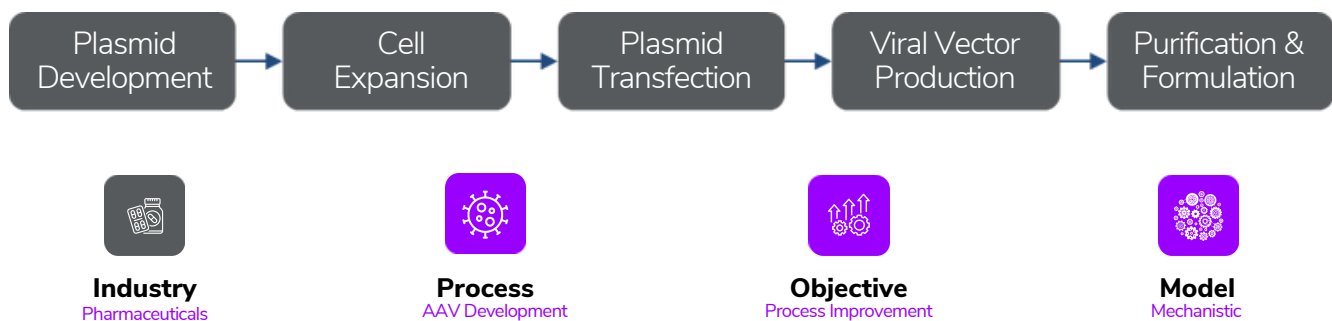 Plasmid
Development
Cell
Expansion
Plasmid
Transfection
Viral Vector
Production
Purification &
Formulation
Industry
Pharmaceuticals
Process
AAV Development
Objective
Process Improvement
Model
Mechanistic